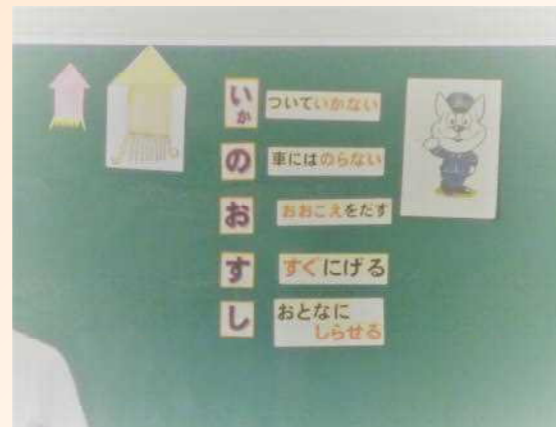 いか ついていかない
の 車にはのらない
お おおごえをだす
す すぐにげる
し おとなに
しらせる